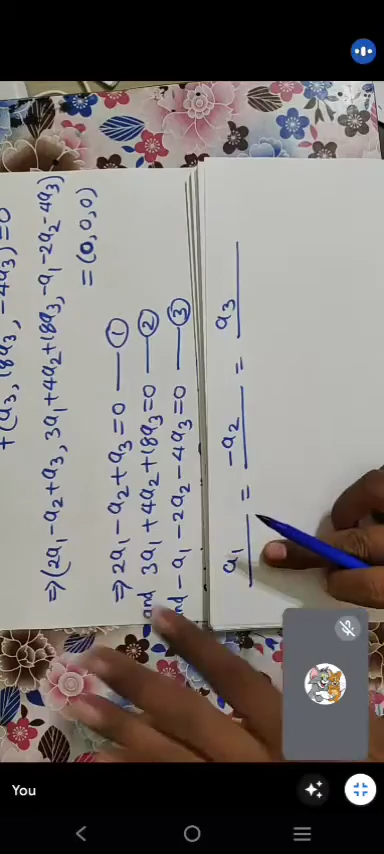 +(a₃, 18a₃, -4a₃) = 0
⇒ (2a₁ - a₂ + a₃, 3a₁ + 4a₂ + 18a₃, -a₁ - 2a₂ - 4a₃)
= (0, 0, 0)
⇒ 2a₁ - a₂ + a₃ = 0 — ①
and 3a₁ + 4a₂ + 18a₃ = 0 — ②
and - a₁ - 2a₂ - 4a₃ = 0 — ③
a₁ = -a₂ = a₃
You